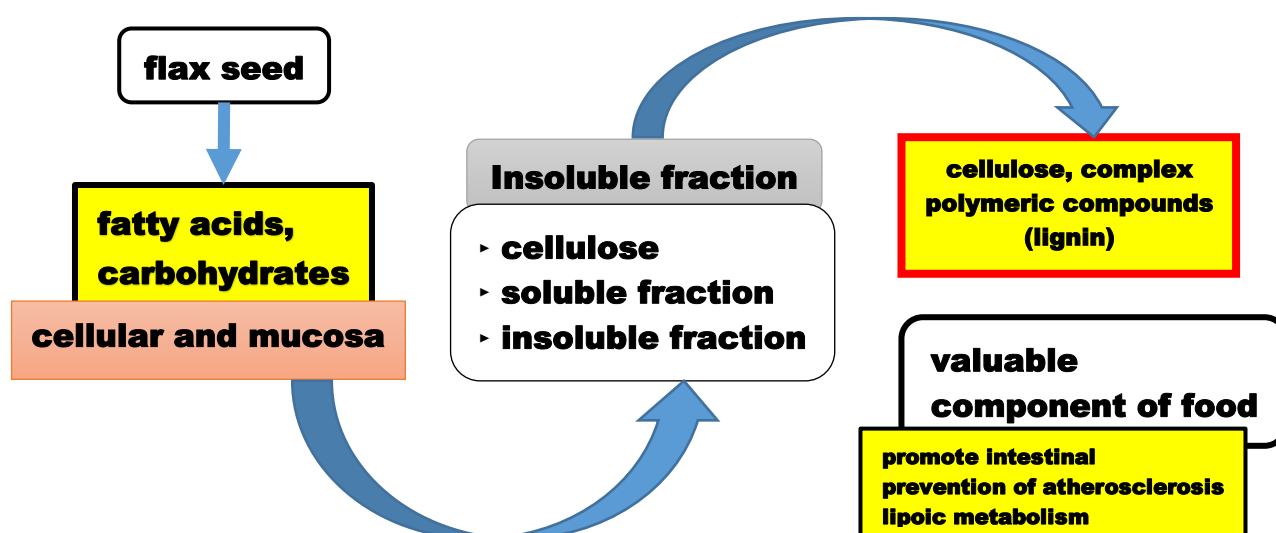 flax seed
fatty acids,
carbohydrates
cellular and mucosa
Insoluble fraction
‣ cellulose
‣ soluble fraction
‣ insoluble fraction
cellulose, complex
polymeric compounds
(lignin)
valuable
component of food
promote intestinal
prevention of atherosclerosis
lipoic metabolism